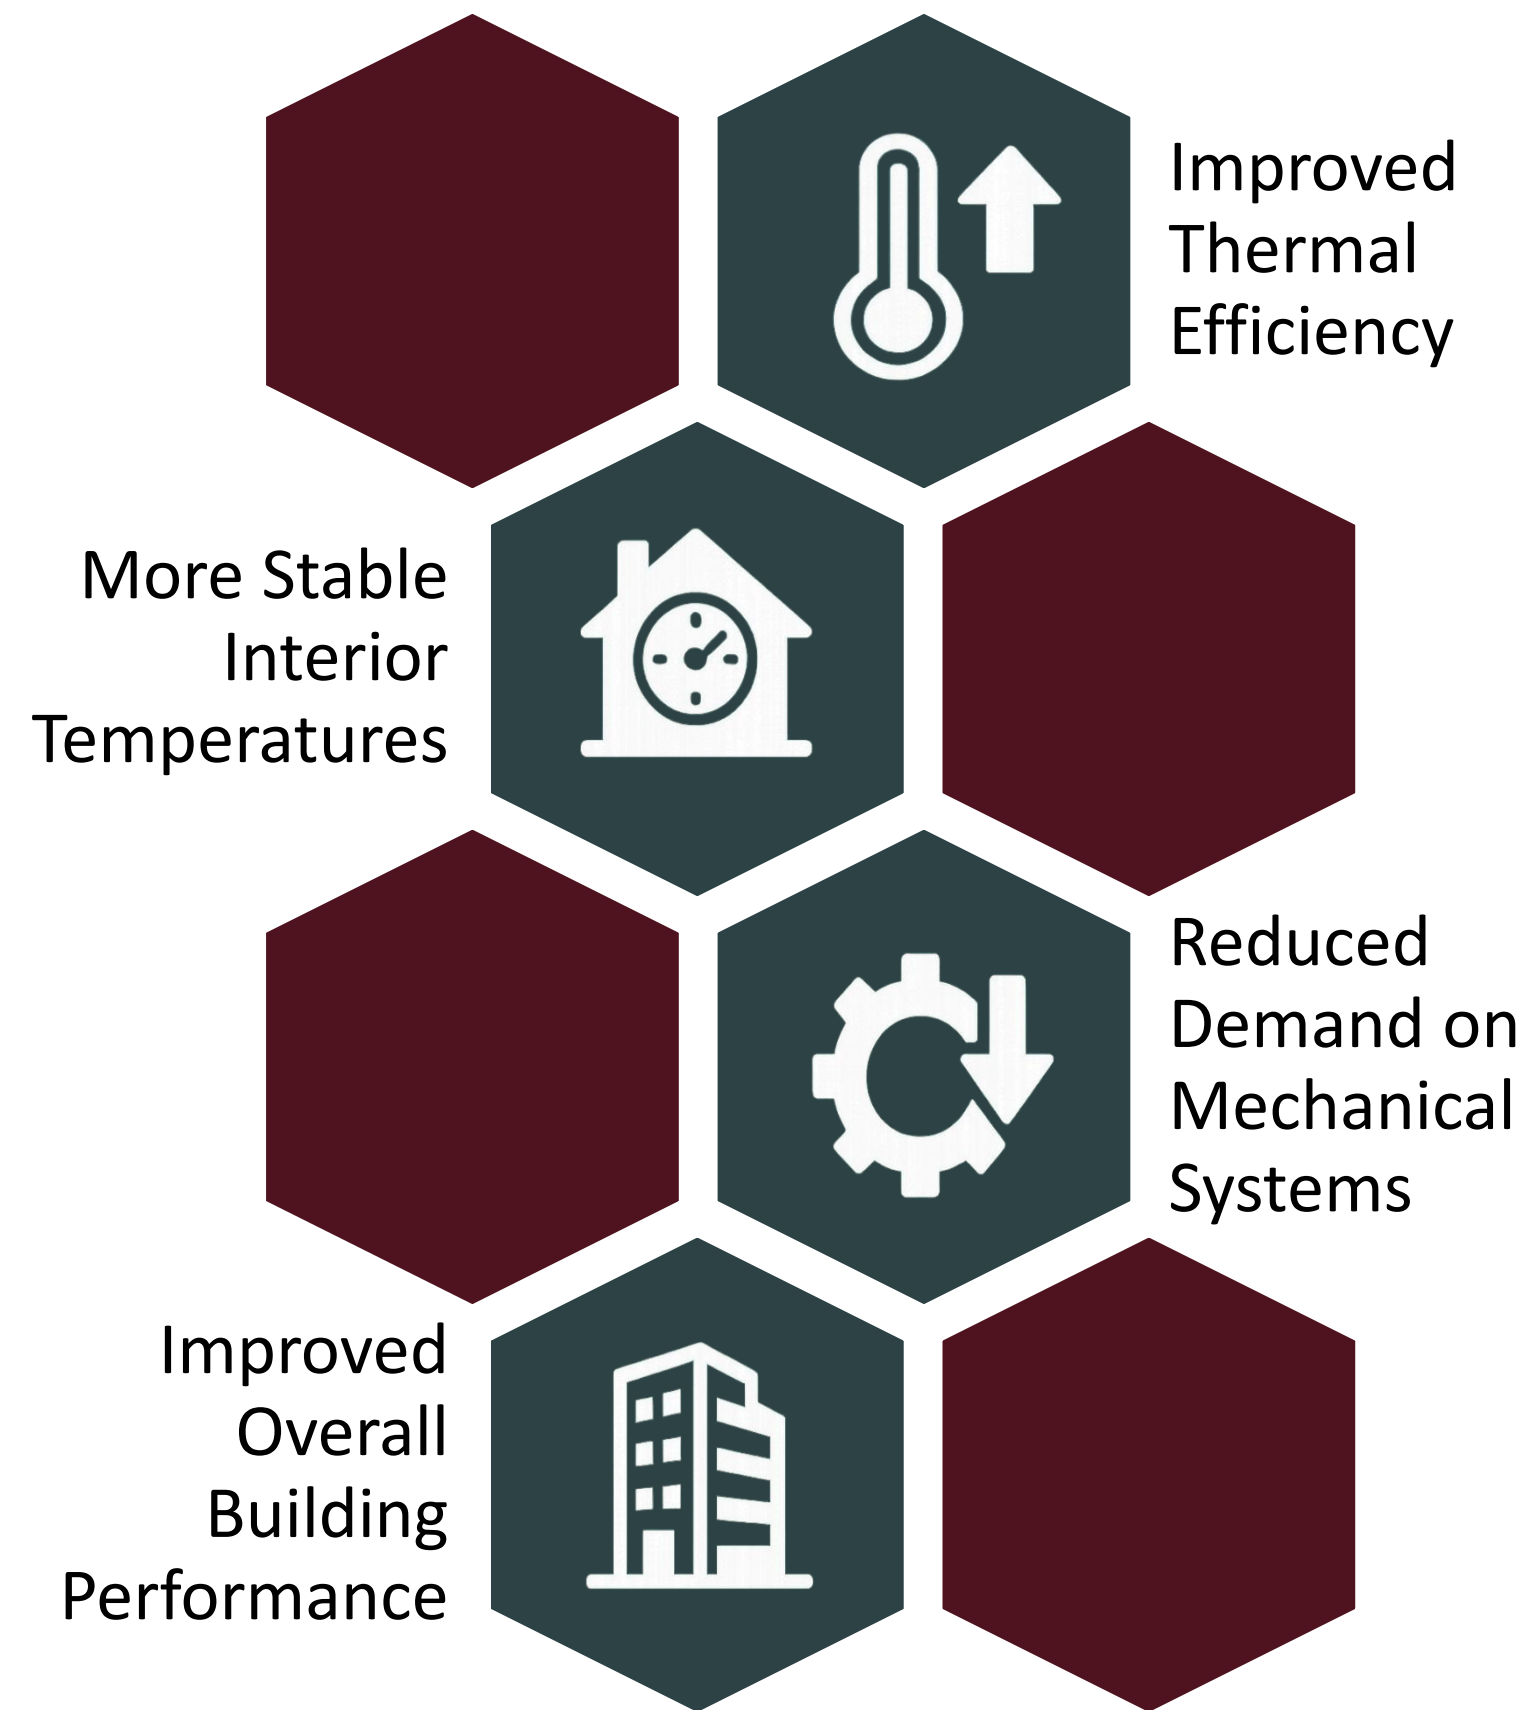 Improved
Thermal
Efficiency
More Stable
Interior
Temperatures
Reduced
Demand on
Mechanical
Systems
Improved
Overall
Building
Performance